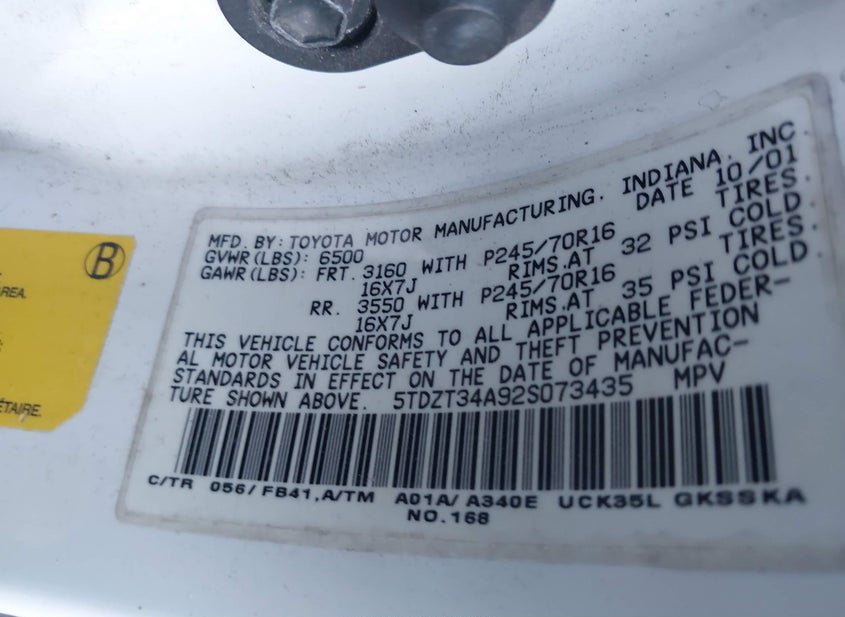 B
AREA.
ÉTAIRE.
MFD. BY: TOYOTA MOTOR MANUFACTURING, INDIANA, INC.
GVWR(LBS): 6500 DATE 10/01
GAWR(LBS): FRT. 3160 WITH P245/70R16 TIRES.
16X7J RIMS.AT 32 PSI COLD
RR. 3550 WITH P245/70R16 TIRES.
16X7J RIMS.AT 35 PSI COLD
THIS VEHICLE CONFORMS TO ALL APPLICABLE FEDER-
AL MOTOR VEHICLE SAFETY AND THEFT PREVENTION
STANDARDS IN EFFECT ON THE DATE OF MANUFAC-
TURE SHOWN ABOVE. 5TDZT34A92S073435 MPV
C/TR 056/FB41,A/TM A01A/A340E UCK35L GKSSKA
NO.168